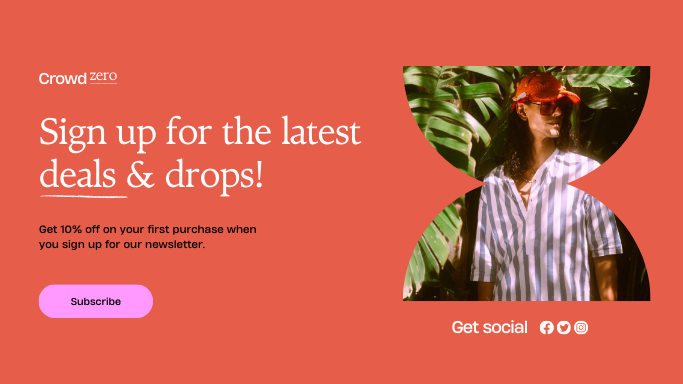 Crowd zero
Sign up for the latest
deals & drops!
Get 10% off on your first purchase when
you sign up for our newsletter.
Subscribe
Get social